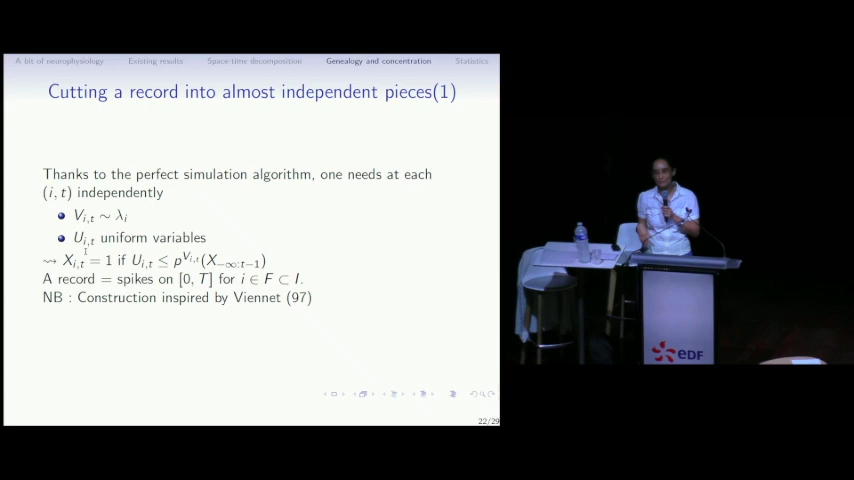 A bit of neurophysiology Existing results Space-time decomposition Genealogy and concentration Statistics
Cutting a record into almost independent pieces(1)
Thanks to the perfect simulation algorithm, one needs at each
(i, t) independently
V_{i,t} ∼ λ_i
U_{i,t} uniform variables
⇝ X_{i,t} = 1 if U_{i,t} ≤ p^{V_{i,t}}(X_{−∞:t−1})
A record = spikes on [0, T] for i ∈ F ⊂ I.
NB : Construction inspired by Viennet (97)
22/29
eDF